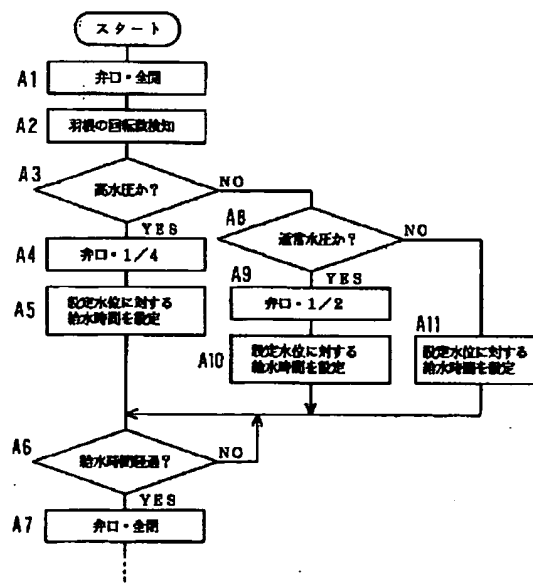 スタート
A1
弁口・全開
A2
羽根の回転数検知
A3
高水圧か?
NO
YES
A4
弁口・1/4
A5
設定水位に対する
給水時間を設定
A8
通常水圧か?
NO
YES
A9
弁口・1/2
A10
設定水位に対する
給水時間を設定
A11
設定水位に対する
給水時間を設定
A6
給水時間経過?
NO
YES
A7
弁口・全閉